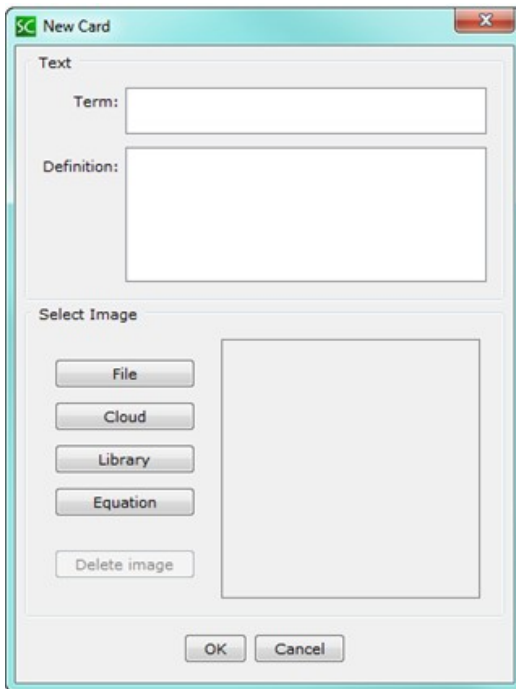 SC New Card
Text
Term:
Definition:
Select Image
File
Cloud
Library
Equation
Delete image
OK Cancel